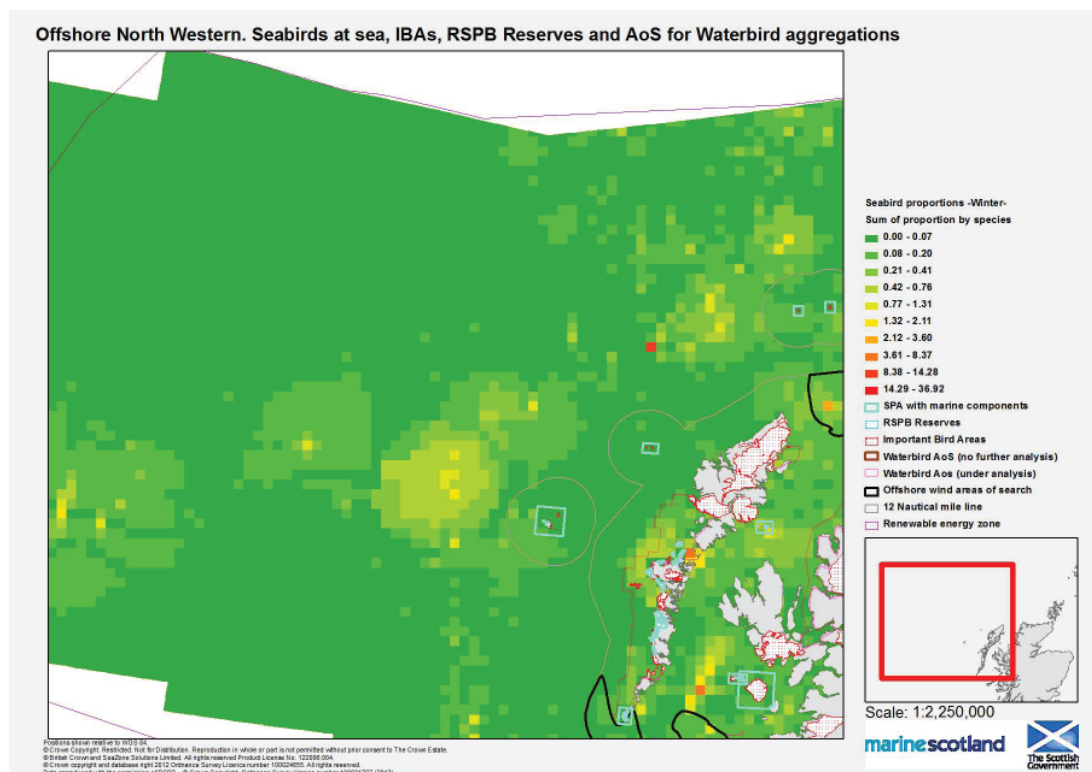 Offshore North Western. Seabirds at sea, IBAs, RSPB Reserves and AoS for Waterbird aggregations
Seabird proportions -Winter-
Sum of proportion by species
0.00 - 0.07
0.08 - 0.20
0.21 - 0.41
0.42 - 0.76
0.77 - 1.31
1.32 - 2.11
2.12 - 3.60
3.61 - 8.37
8.38 - 14.28
14.29 - 36.92
SPA with marine components
RSPB Reserves
Important Bird Areas
Waterbird AoS (no further analysis)
Waterbird Aos (under analysis)
Offshore wind areas of search
12 Nautical mile line
Renewable energy zone
Scale: 1:2,250,000
marinescotland
The Scottish
Government
Positions shown relative to WGS 84.
© Crown Copyright. Restricted. Not for Distribution. Reproduction in whole or part is not permitted without prior consent to The Crown Estate.
© British Crown and SeaZone Solutions Limited. All rights reserved Product License No. 122006.004.
© Crown copyright and database right 2012 Ordnance Survey Licence number 100024655. All rights reserved.